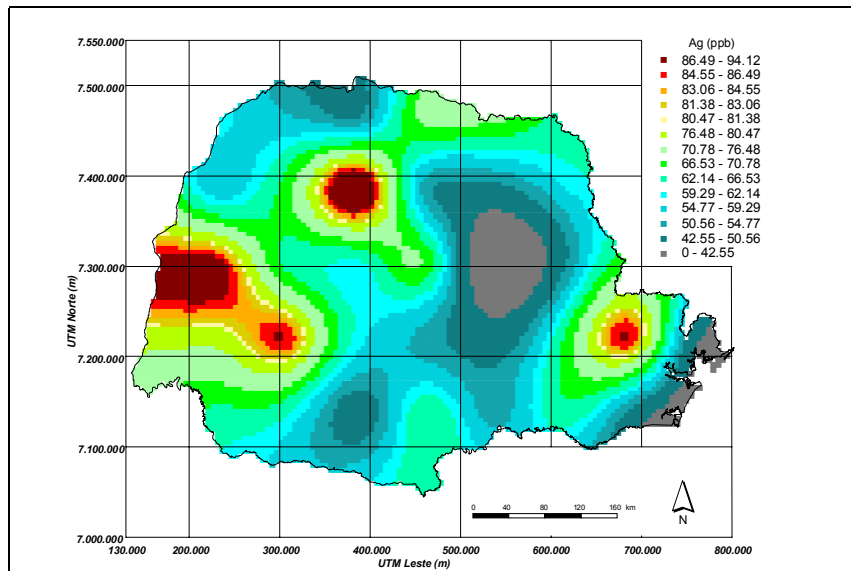 Ag (ppb)
86.49 - 94.12
84.55 - 86.49
83.06 - 84.55
81.38 - 83.06
80.47 - 81.38
76.48 - 80.47
70.78 - 76.48
66.53 - 70.78
62.14 - 66.53
59.29 - 62.14
54.77 - 59.29
50.56 - 54.77
42.55 - 50.56
0 - 42.55
7.550.000
7.500.000
7.400.000
7.300.000
7.200.000
7.100.000
7.000.000
UTM Norte (m)
0 40 80 120 160 km
N
130.000 200.000 300.000 400.000 500.000 600.000 700.000 800.000
UTM Leste (m)